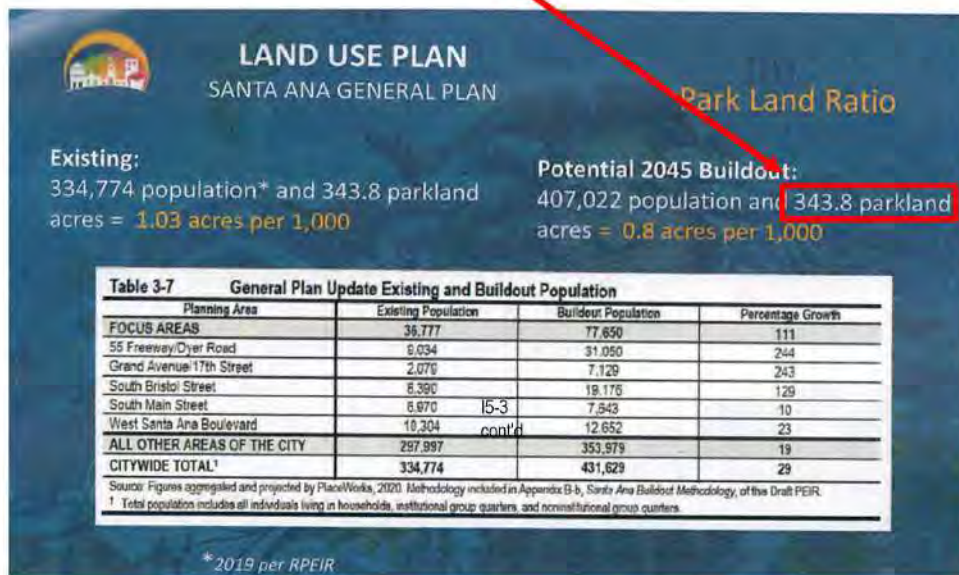 LAND USE PLAN
SANTA ANA GENERAL PLAN
Park Land Ratio
Existing:
334,774 population* and 343.8 parkland
acres = 1.03 acres per 1,000
Potential 2045 Buildout:
407,022 population and 343.8 parkland
acres = 0.8 acres per 1,000
Table 3-7 General Plan Update Existing and Buildout Population
Planning Area Existing Population Buildout Population Percentage Growth
FOCUS AREAS 36,777 77,650 111
55 Freeway/Dyer Road 9,034 31,050 244
Grand Avenue/17th Street 2,079 7,129 243
South Bristol Street 8,390 19,176 129
South Main Street 6,970 7,643 10
West Santa Ana Boulevard 10,304 12,652 23
I5-3
cont'd
ALL OTHER AREAS OF THE CITY 297,997 353,979 19
CITYWIDE TOTAL¹ 334,774 431,629 29
Source: Figures aggregated and projected by PlaceWorks, 2020. Methodology included in Appendix B-b, Santa Ana Buildout Methodology, of this Draft PEIR.
¹ Total population includes all individuals living in households, institutional group quarters, and noninstitutional group quarters.
*2019 per RPEIR